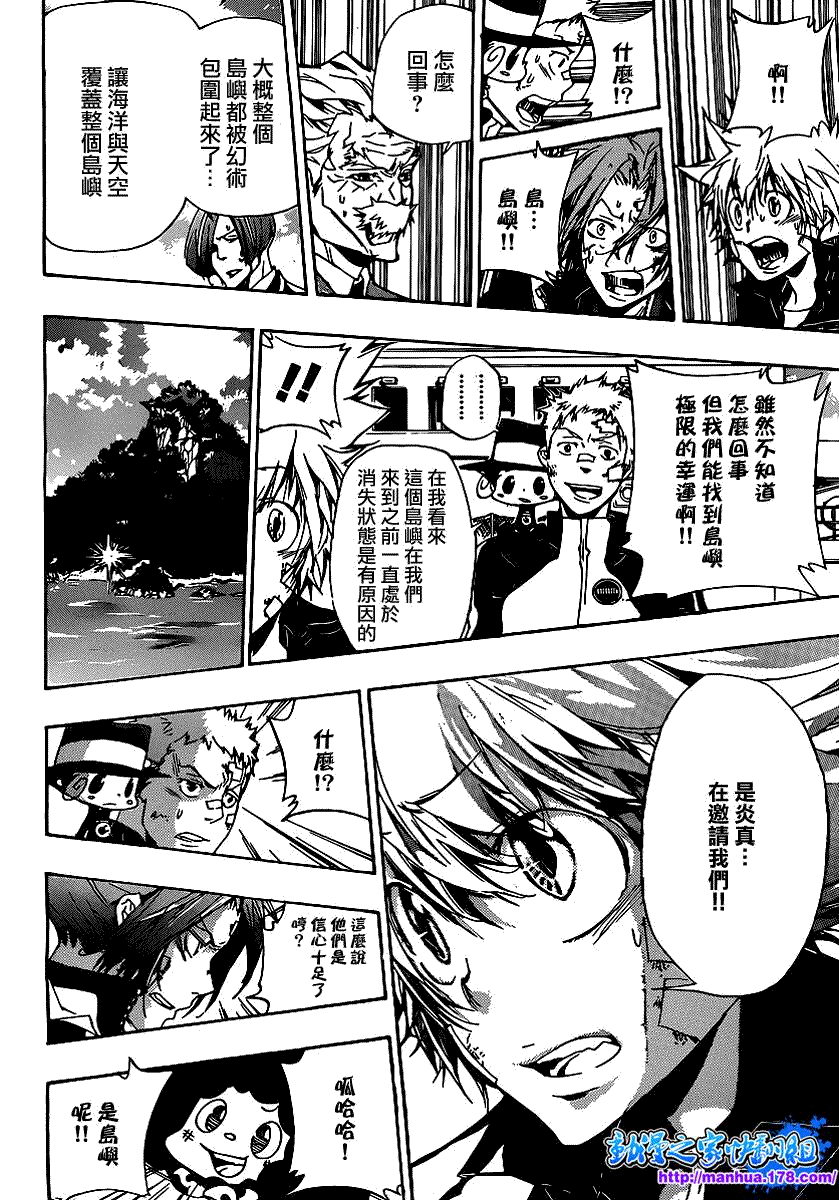 啊!!
什麼!?
島…
島嶼!!
怎麼
回事?
大概整個
島嶼都被幻術
包圍起來了…
讓海洋與天空
覆蓋整個島嶼
雖然不知道
怎麼回事
但我們能找到島嶼
極限的幸運啊!!
……
在我看來
這個島嶼在我們
來到之前一直處於
消失狀態是有原因的
!!
是炎真…
在邀請我們!!
什麼!?
這麼說
他們是
信心十足了
哼?
呱哈哈!
是島嶼
呢!!
動漫之家快翻組
http://manhua.178.com/